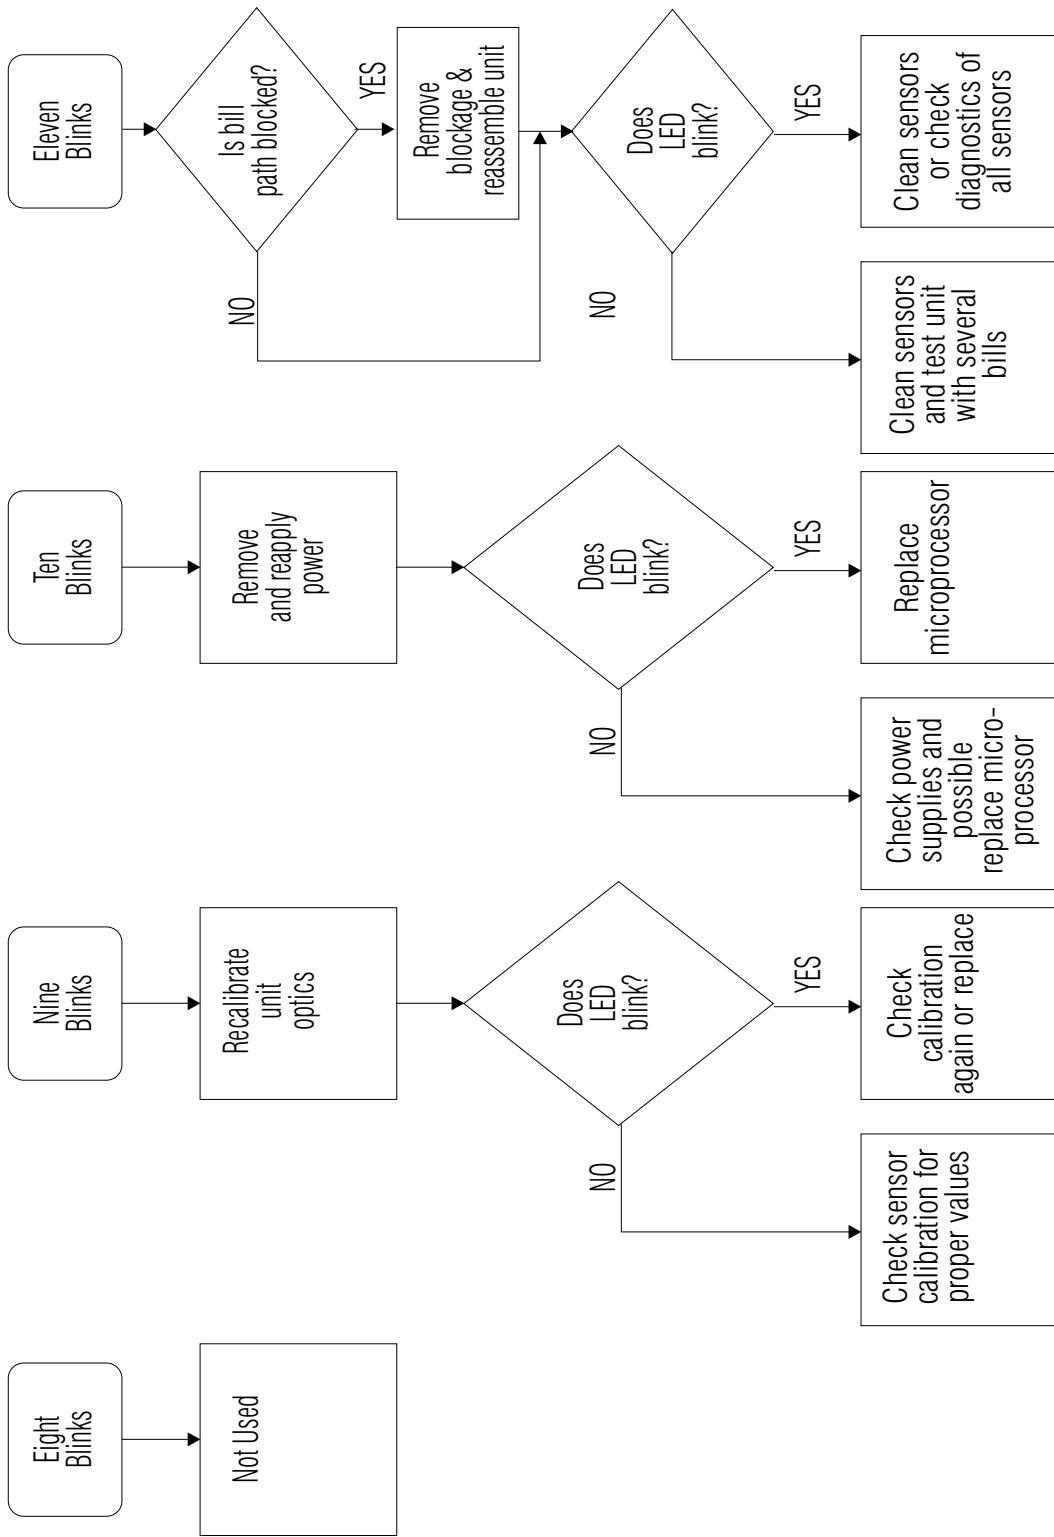 Eight
Blinks
Not Used
Nine
Blinks
Recalibrate
unit
optics
Does
LED
blink?
NO
YES
Check sensor
calibration for
proper values
Check
calibration
again or replace
Ten
Blinks
Remove
and reapply
power
Does
LED
blink?
NO
YES
Check power
supplies and
possible
replace micro-
processor
Replace
microprocessor
Eleven
Blinks
Is bill
path blocked?
NO
YES
Remove
blockage &
reassemble unit
Does
LED
blink?
NO
YES
Clean sensors
and test unit
with several
bills
Clean sensors
or check
diagnostics of
all sensors